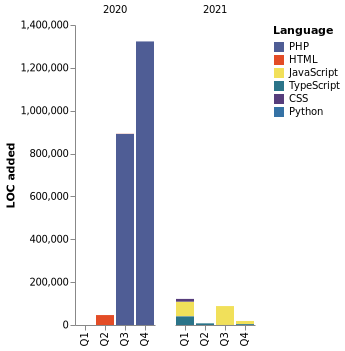 2020
2021
LOC added
1,400,000
1,200,000
1,000,000
800,000
600,000
400,000
200,000
0
Q1
Q2
Q3
Q4
Q1
Q2
Q3
Q4
Language
PHP
HTML
JavaScript
TypeScript
CSS
Python